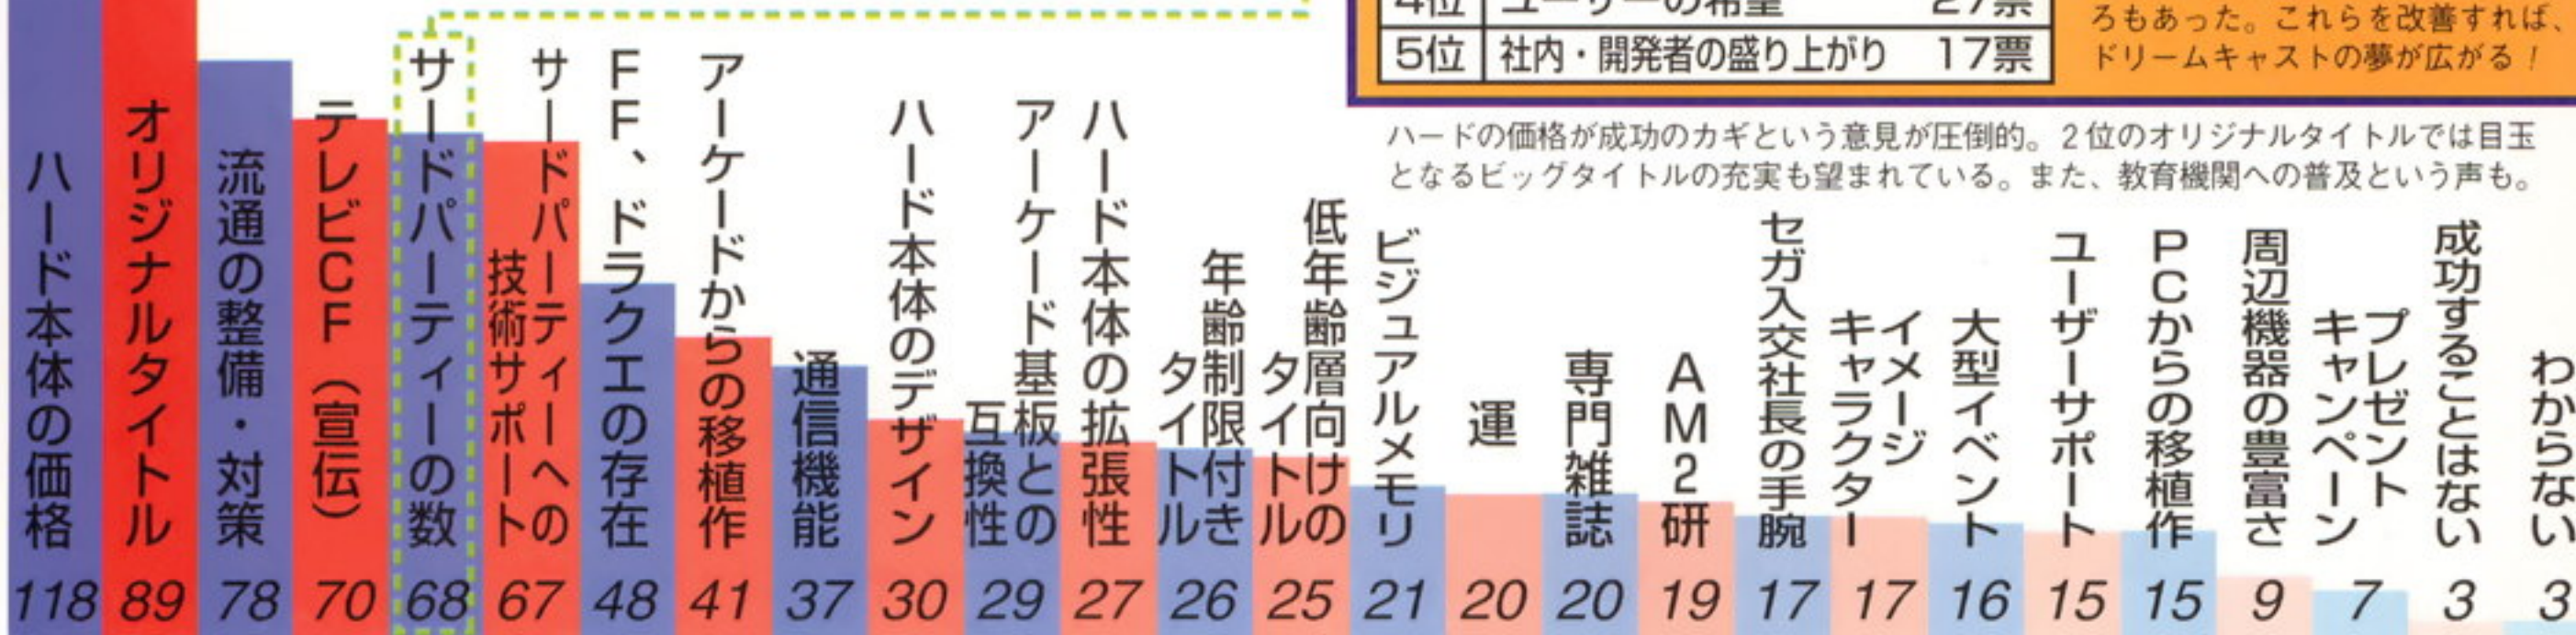 4位 ユーザーの希望 27票
5位 社内・開発者の盛り上がり 17票
ろもあった。これらを改善すれば、
ドリームキャストの夢が広がる！
ハードの価格が成功のカギという意見が圧倒的。2位のオリジナルタイトルでは目玉
となるビッグタイトルの充実も望まれている。また、教育機関への普及という声も。
ハード本体の価格
118
オリジナルタイトル
89
流通の整備・対策
78
テレビCF（宣伝）
70
サードパーティーの数
68
サードパーティーへの
技術サポート
67
FF、ドラクエの存在
48
アーケードからの移植作
41
通信機能
37
ハード本体のデザイン
30
アーケード基板との
互換性
29
ハード本体の拡張性
27
年齢制限付き
タイトル
26
低年齢層向けの
タイトル
25
ビジュアルメモリ
21
運
20
専門雑誌
20
AM2研
19
セガ入交社長の手腕
17
イメージ
キャラクター
17
大型イベント
16
ユーザーサポート
15
PCからの移植作
15
周辺機器の豊富さ
9
プレゼント
キャンペーン
7
成功することはない
3
わからない
3